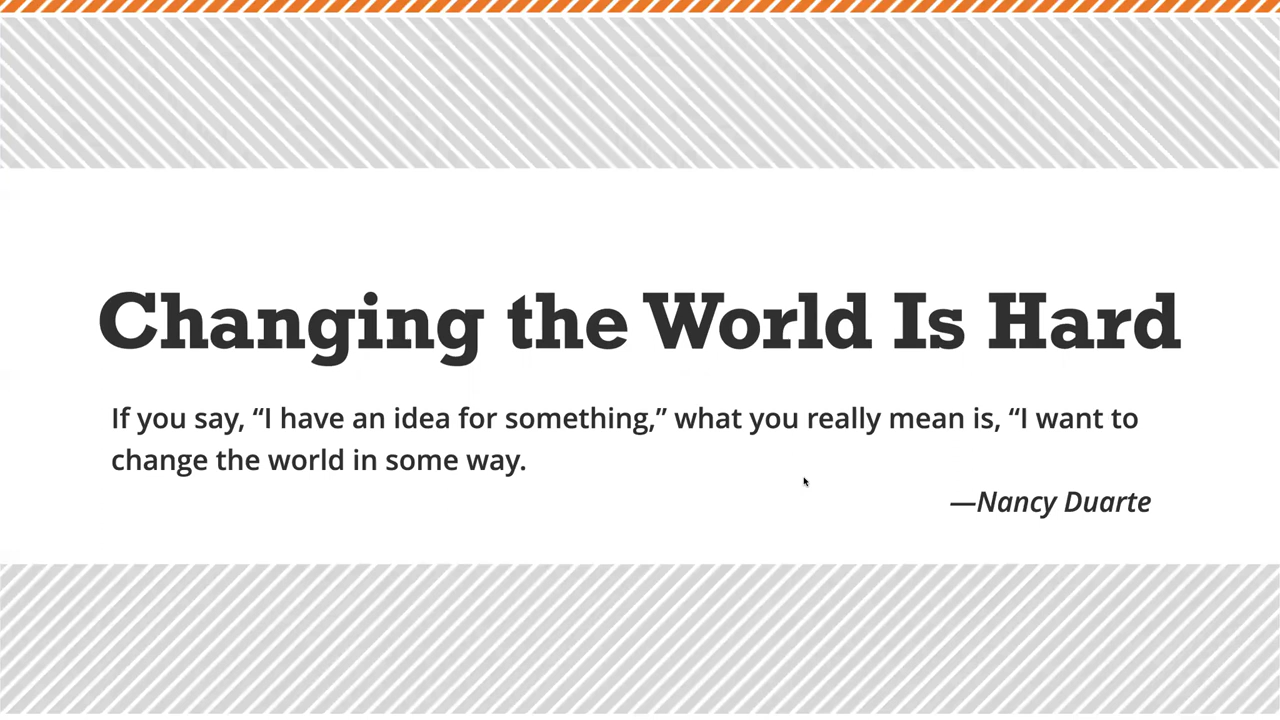 Changing the World Is Hard
If you say, “I have an idea for something,” what you really mean is, “I want to
change the world in some way.
—Nancy Duarte